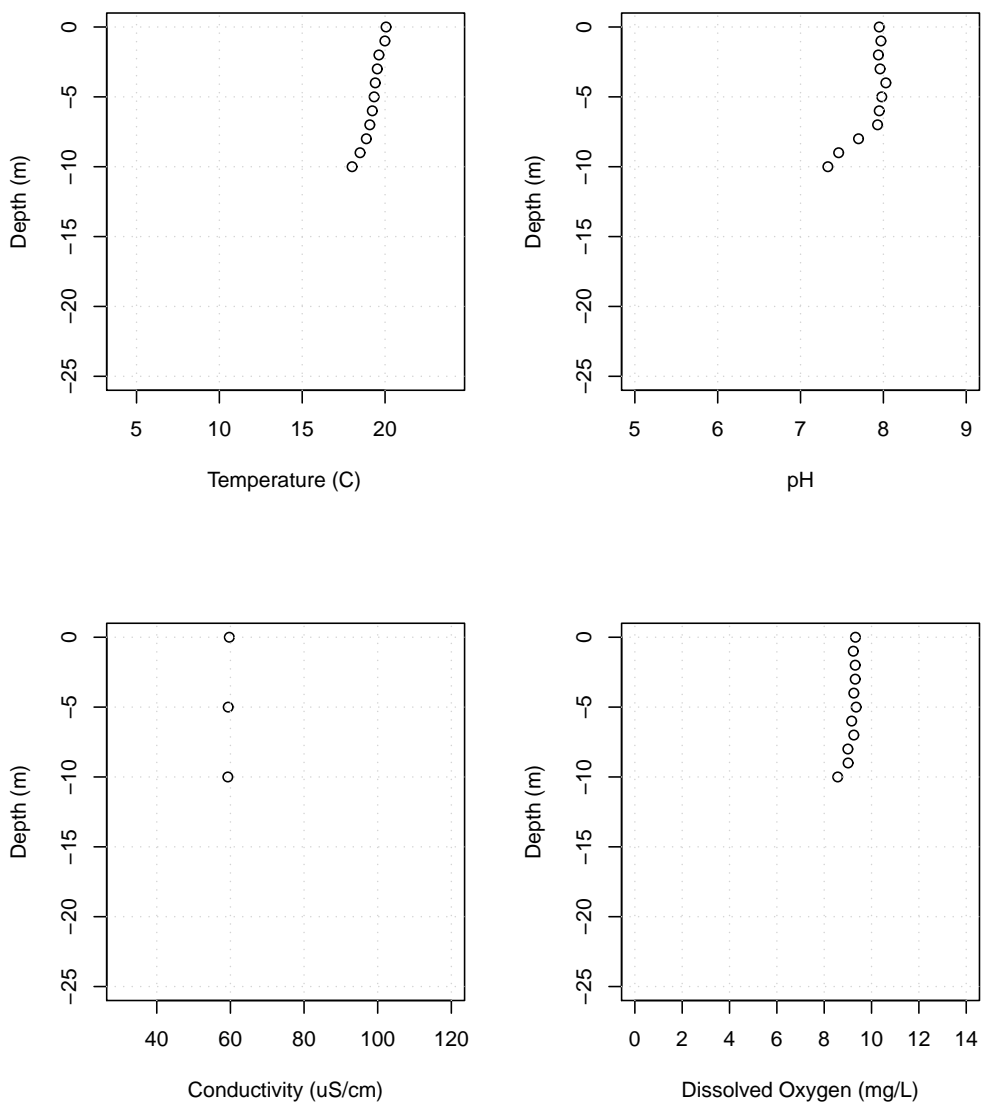 0
−5
−10
−15
−20
−25
Depth (m)
5 10 15 20
Temperature (C)
0
−5
−10
−15
−20
−25
Depth (m)
5 6 7 8 9
pH
0
−5
−10
−15
−20
−25
Depth (m)
40 60 80 100 120
Conductivity (uS/cm)
0
−5
−10
−15
−20
−25
Depth (m)
0 2 4 6 8 10 12 14
Dissolved Oxygen (mg/L)